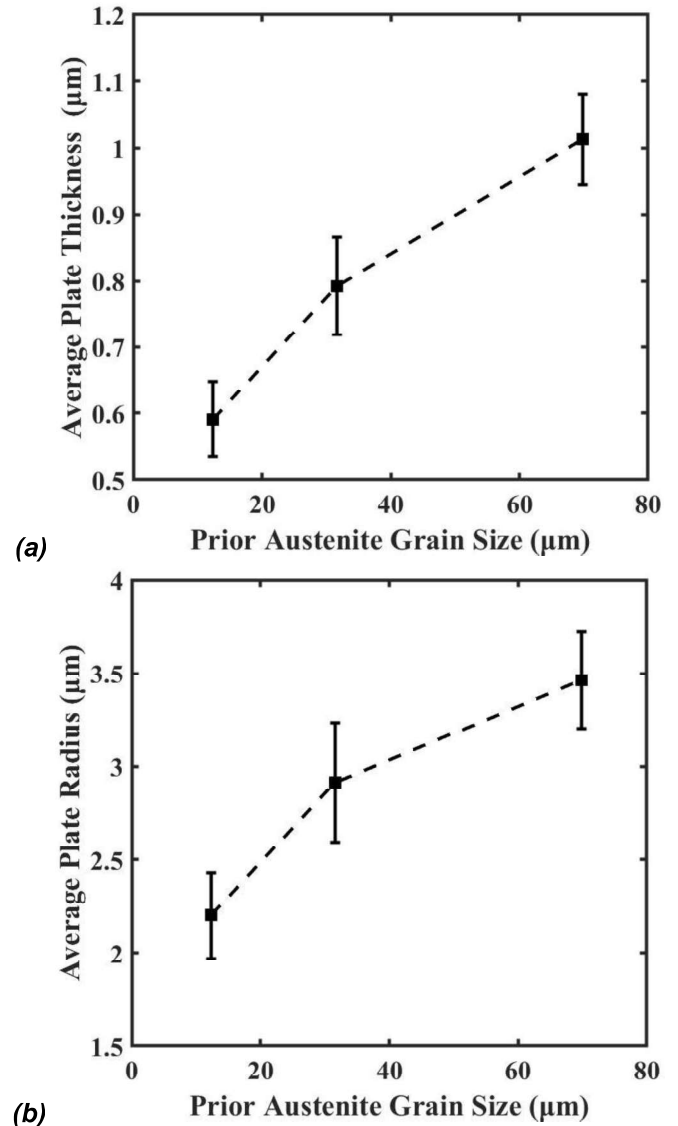 1.2
1.1
1
0.9
0.8
0.7
0.6
0.5
Average Plate Thickness (μm)
0 20 40 60 80
Prior Austenite Grain Size (μm)
(a)
4
3.5
3
2.5
2
1.5
Average Plate Radius (μm)
0 20 40 60 80
Prior Austenite Grain Size (μm)
(b)